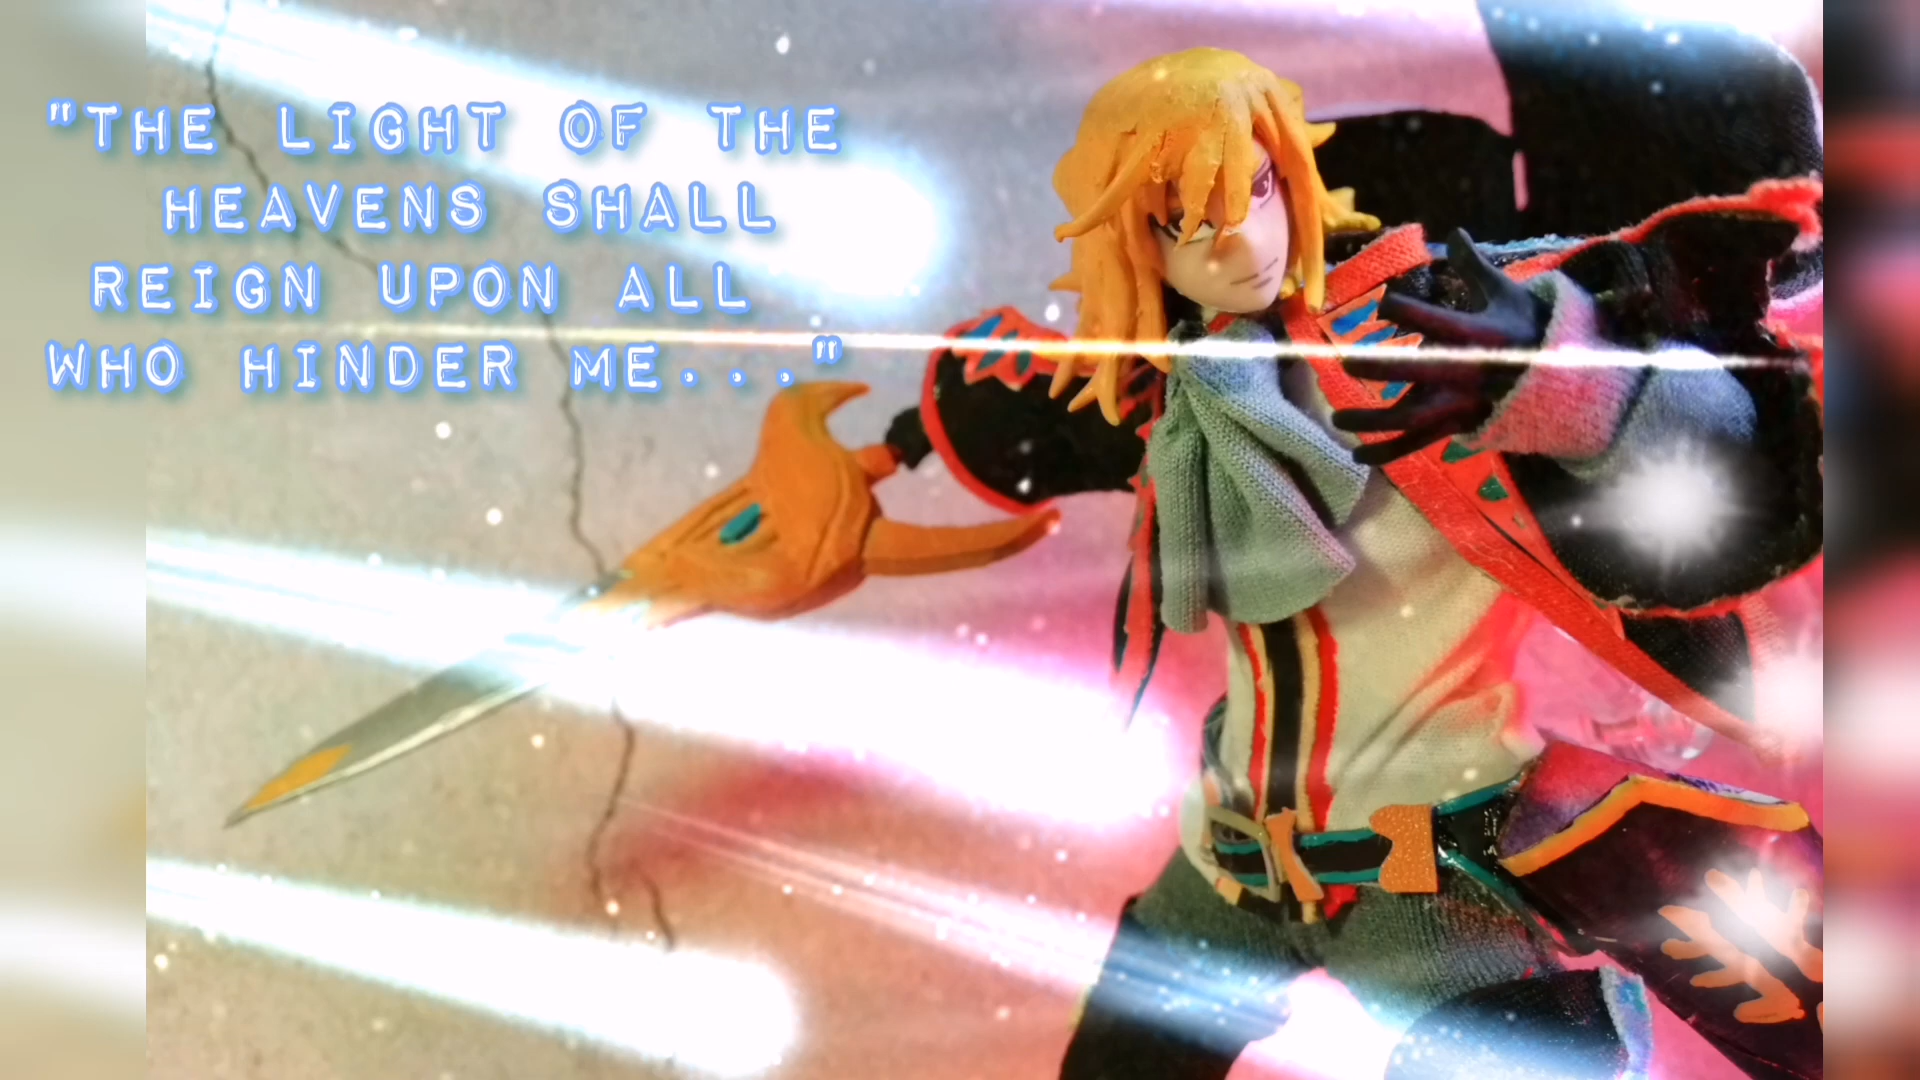 "THE LIGHT OF THE
HEAVENS SHALL
REIGN UPON ALL
WHO HINDER ME..."